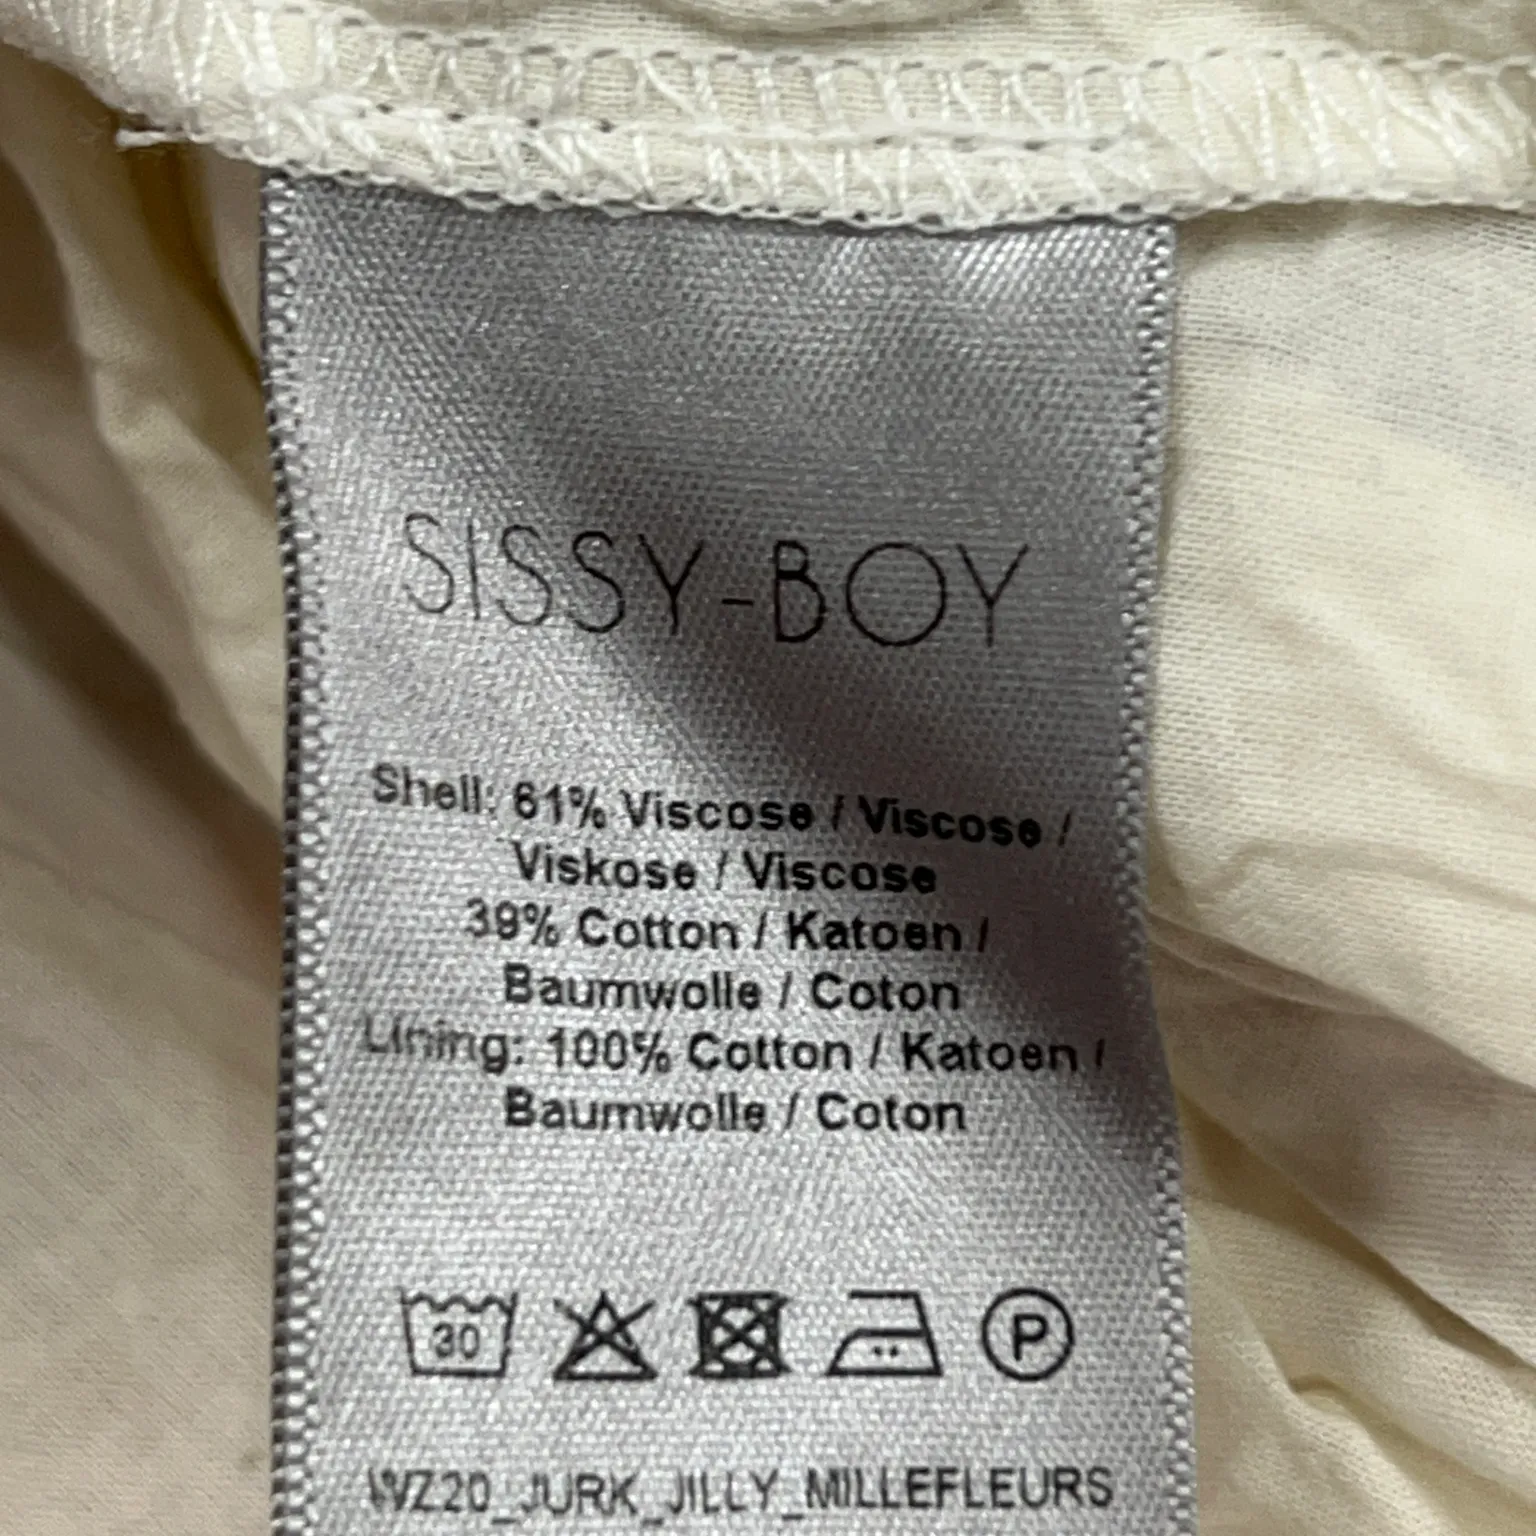 SISSY-BOY
Shell: 61% Viscose / Viscose /
Viskose / Viscose
39% Cotton / Katoen /
Baumwolle / Coton
Lining: 100% Cotton / Katoen /
Baumwolle / Coton
30 P
WZ20_JURK_JILLY_MILLEFLEURS